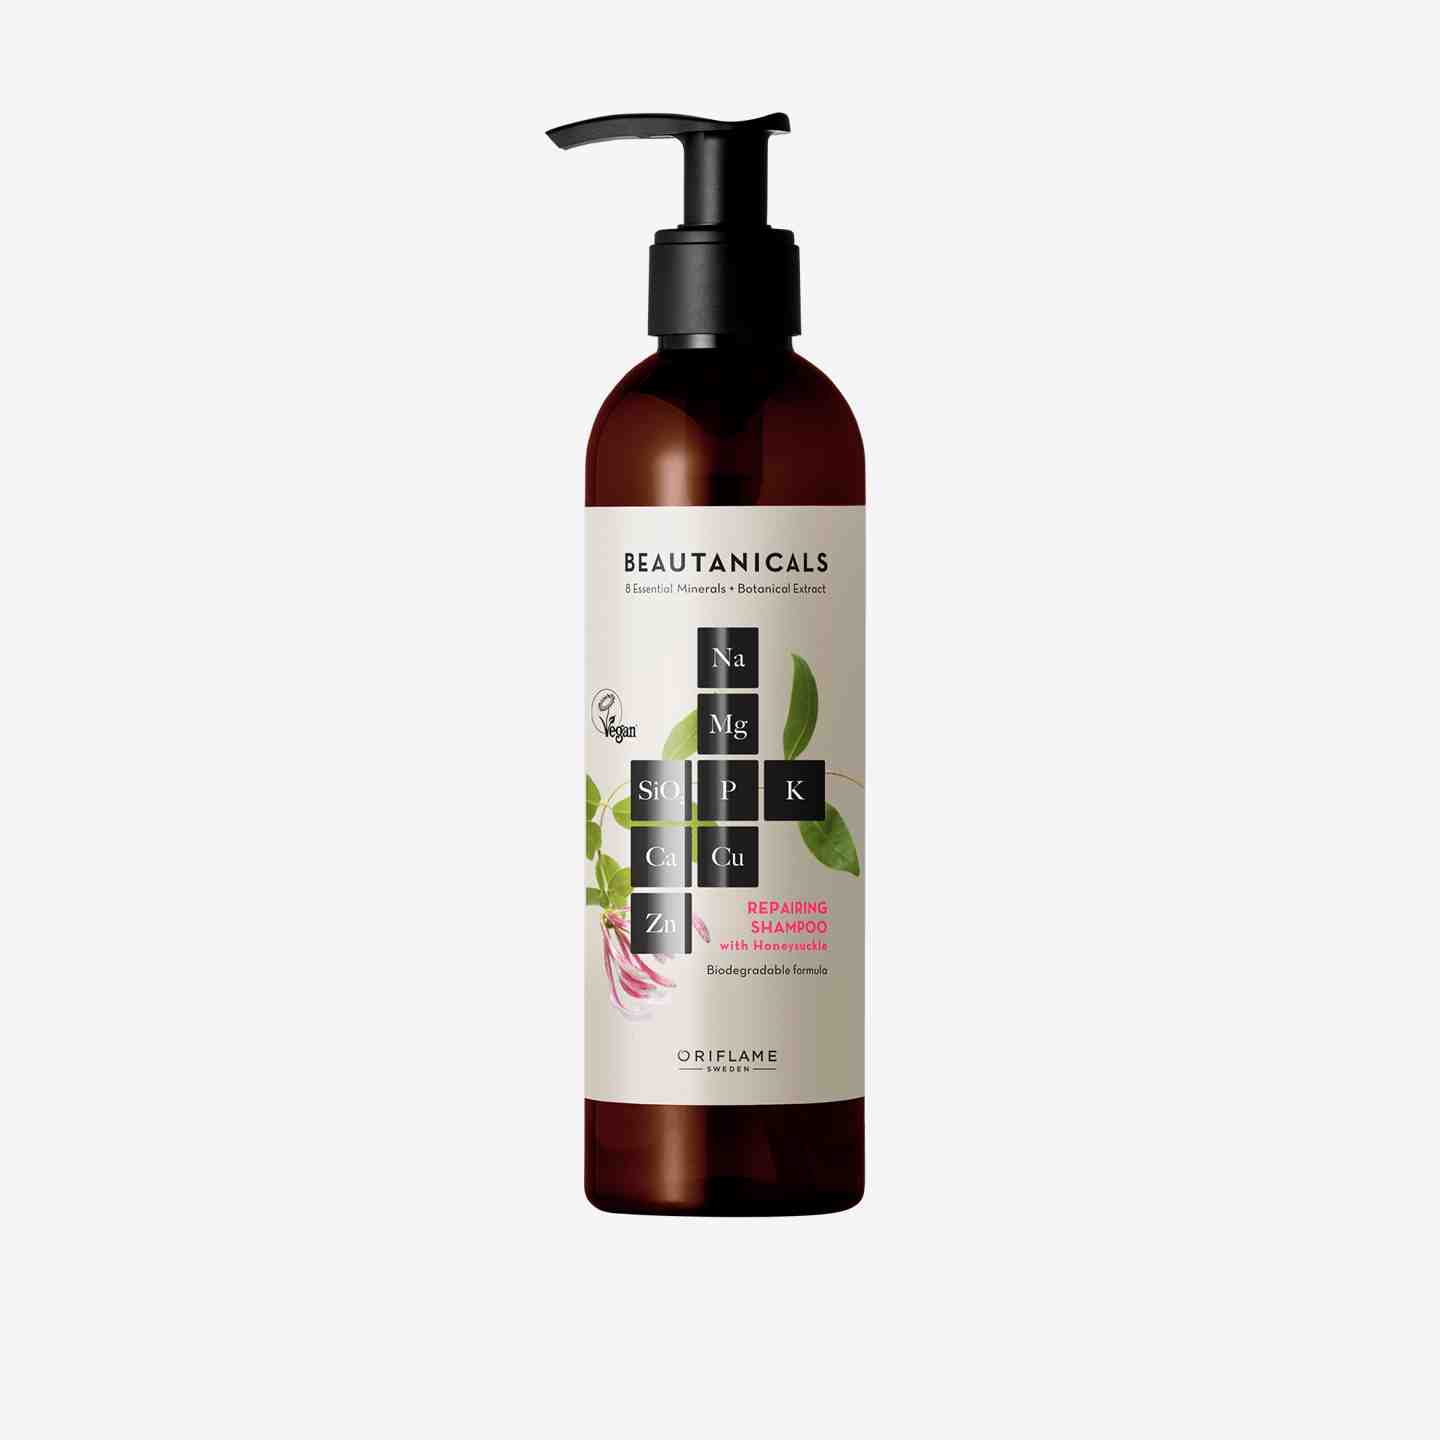 BEAUTANICALS
8 Essential Minerals + Botanical Extract
Na
Mg
Vegan
SiO₂ P K
Ca Cu
Zn
REPAIRING
SHAMPOO
with Honeysuckle
Biodegradable formula
ORIFLAME
SWEDEN